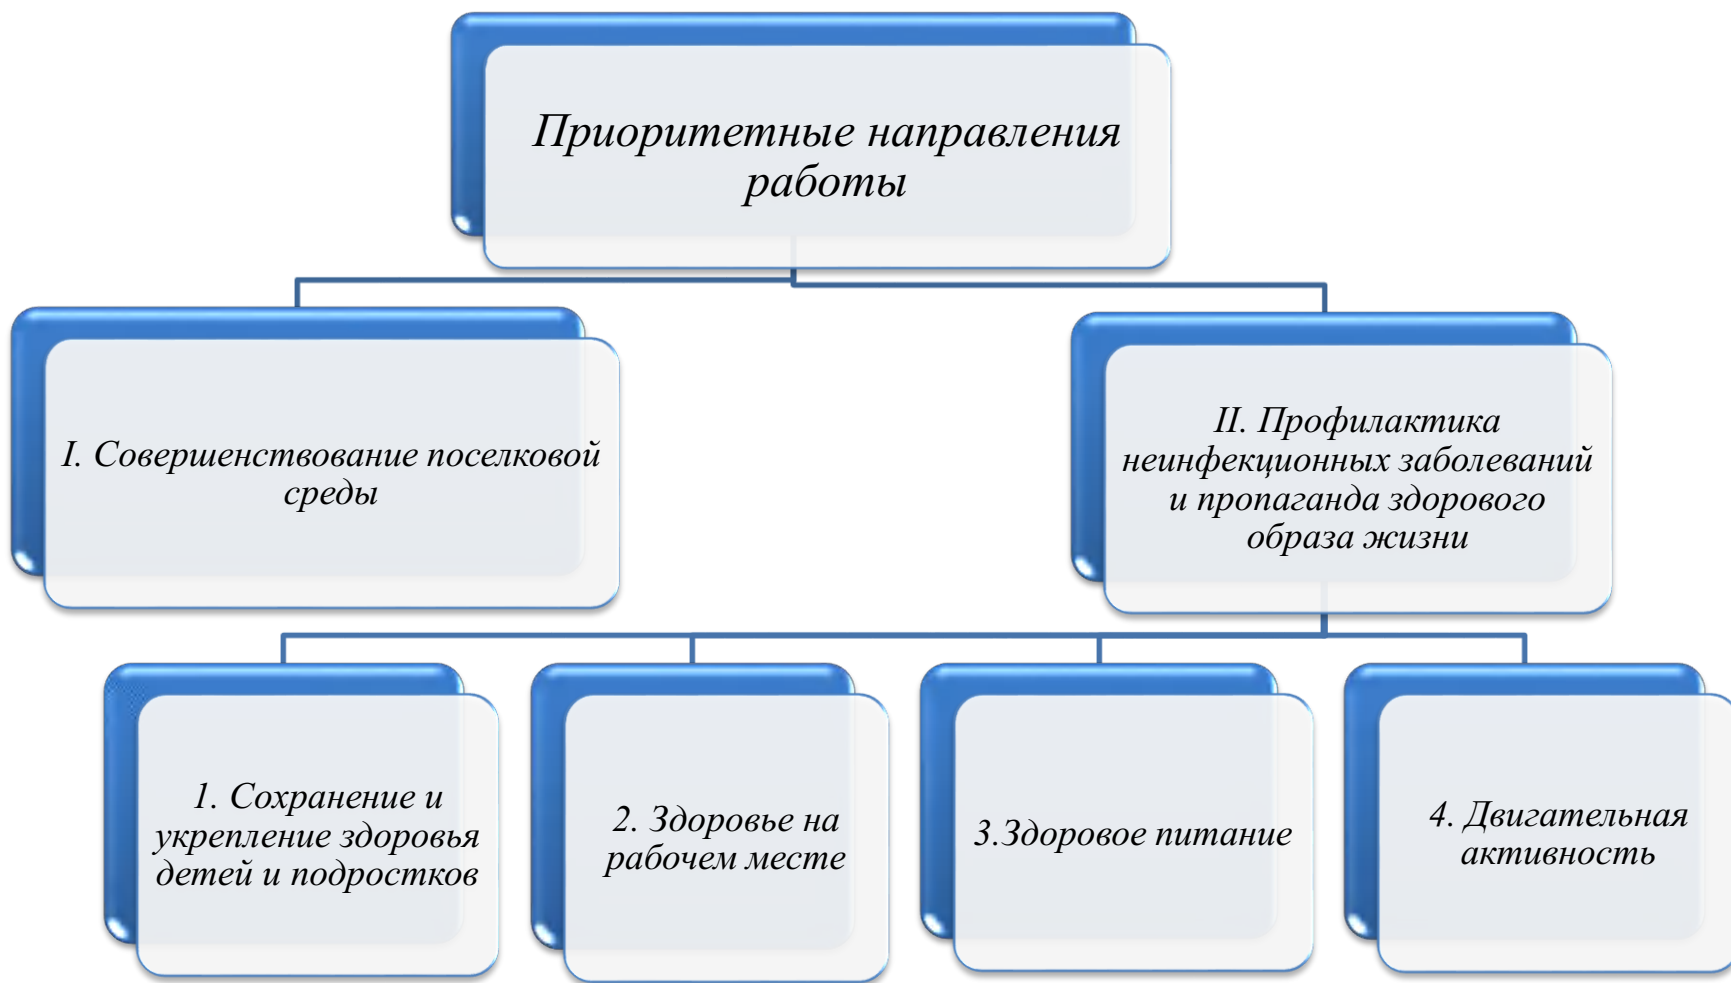 Приоритетные направления
работы
I. Совершенствование поселковой
среды
II. Профилактика
неинфекционных заболеваний
и пропаганда здорового
образа жизни
1. Сохранение и
укрепление здоровья
детей и подростков
2. Здоровье на
рабочем месте
3.Здоровое питание
4. Двигательная
активность